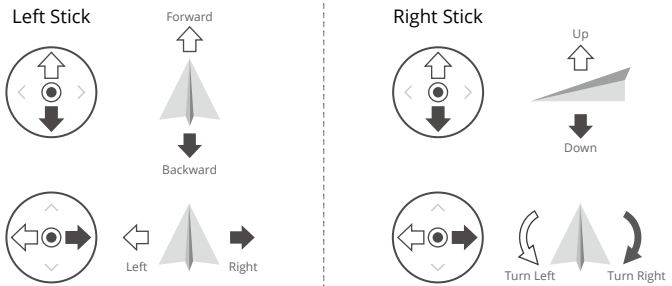 Left Stick
Forward
Backward
Left
Right
Right Stick
Up
Down
Turn Left
Turn Right